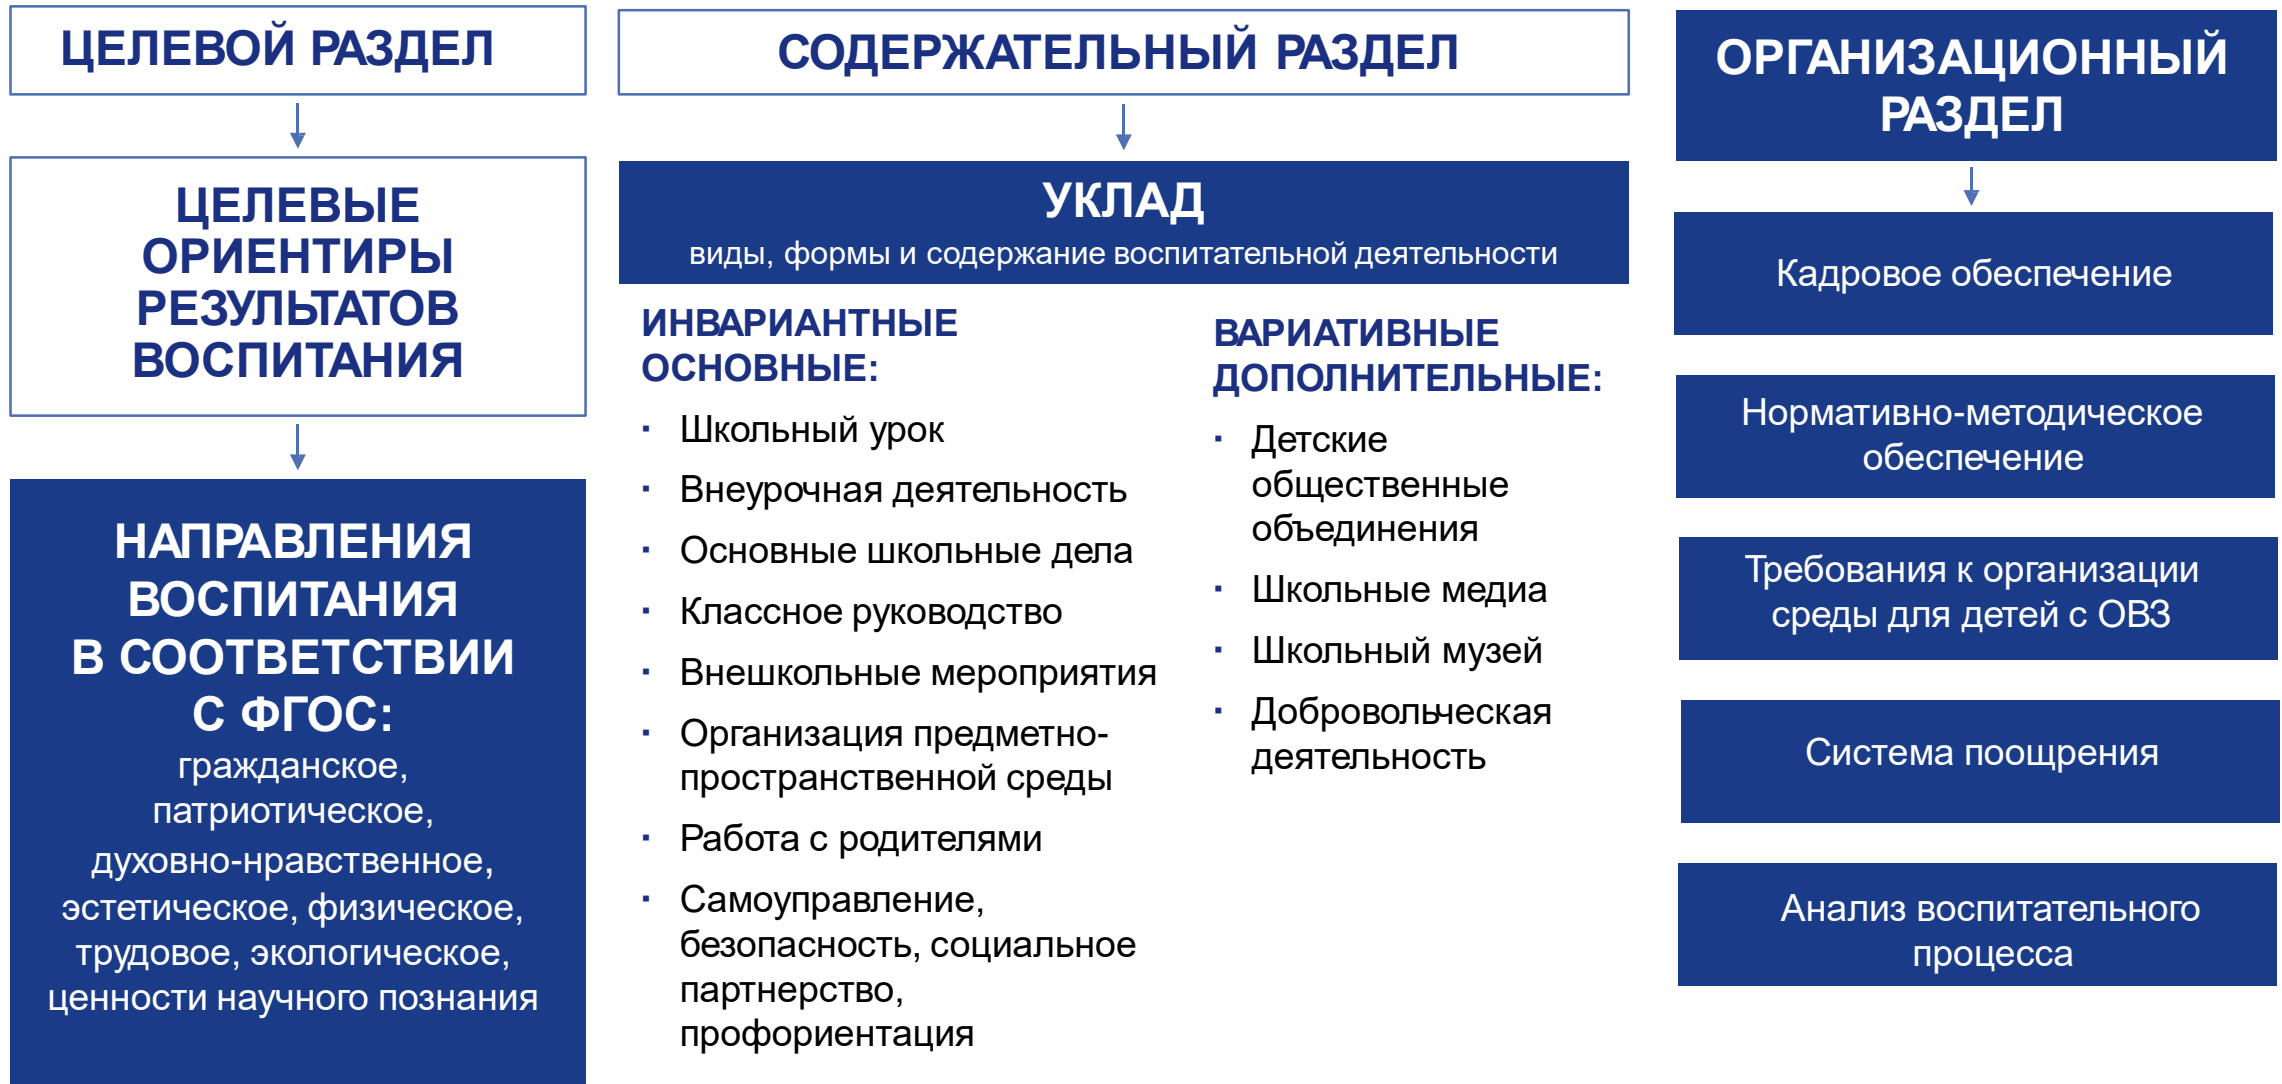 ЦЕЛЕВОЙ РАЗДЕЛ
ЦЕЛЕВЫЕ
ОРИЕНТИРЫ
РЕЗУЛЬТАТОВ
ВОСПИТАНИЯ
НАПРАВЛЕНИЯ
ВОСПИТАНИЯ
В СООТВЕТСТВИИ
С ФГОС:
гражданское,
патриотическое,
духовно-нравственное,
эстетическое, физическое,
трудовое, экологическое,
ценности научного познания
СОДЕРЖАТЕЛЬНЫЙ РАЗДЕЛ
УКЛАД
виды, формы и содержание воспитательной деятельности
ИНВАРИАНТНЫЕ
ОСНОВНЫЕ:
▪ Школьный урок
▪ Внеурочная деятельность
▪ Основные школьные дела
▪ Классное руководство
▪ Внешкольные мероприятия
▪ Организация предметно-
пространственной среды
▪ Работа с родителями
▪ Самоуправление,
безопасность, социальное
партнерство,
профориентация
ВАРИАТИВНЫЕ
ДОПОЛНИТЕЛЬНЫЕ:
▪ Детские
общественные
объединения
▪ Школьные медиа
▪ Школьный музей
▪ Добровольческая
деятельность
ОРГАНИЗАЦИОННЫЙ
РАЗДЕЛ
Кадровое обеспечение
Нормативно-методическое
обеспечение
Требования к организации
среды для детей с ОВЗ
Система поощрения
Анализ воспитательного
процесса